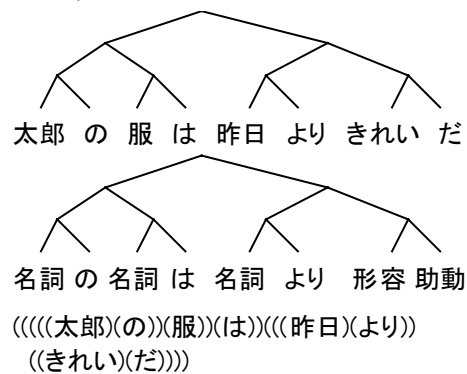 太郎 の 服 は 昨日 より きれい だ
名詞 の 名詞 は 名詞 より 形容 助動
(((((太郎)(の))(服))(は))(((昨日)(より))
((きれい)(だ))))